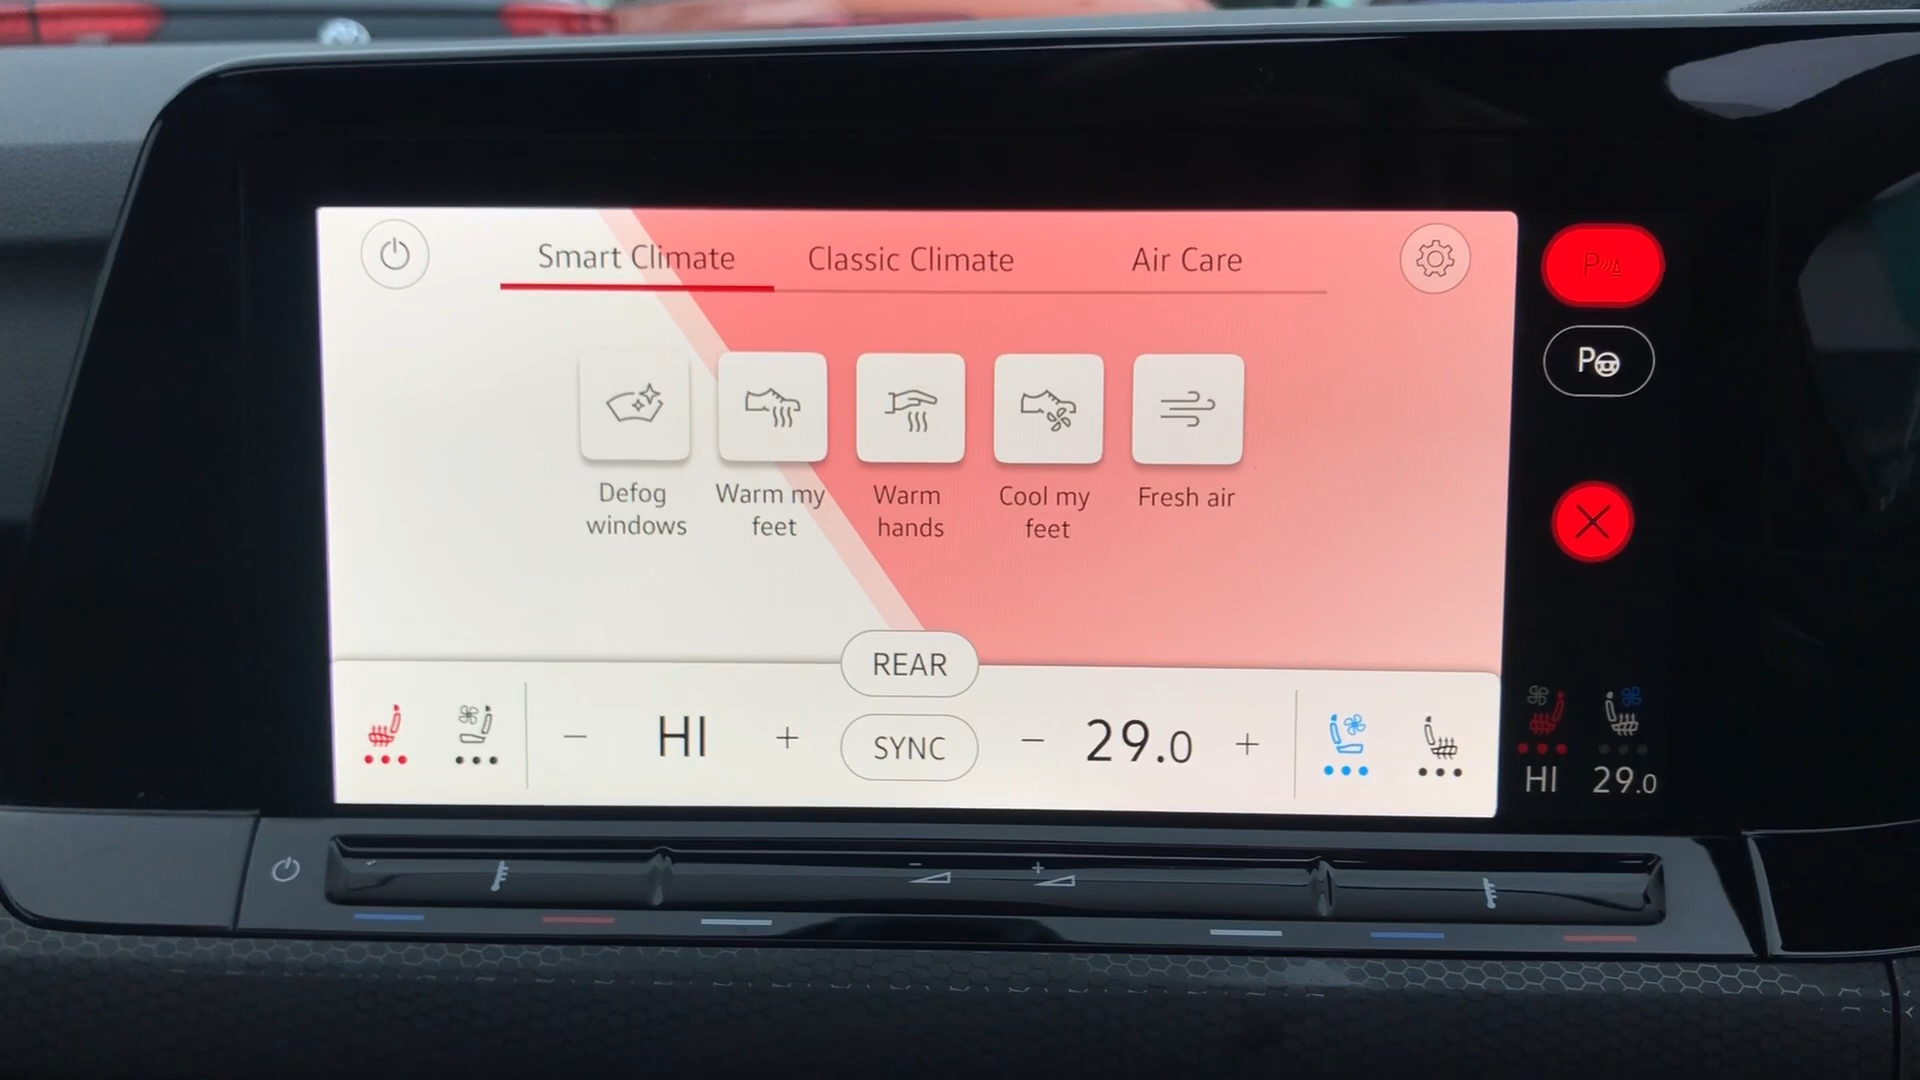 Smart Climate
Classic Climate
Air Care
P
P
Defog
windows
Warm my
feet
Warm
hands
Cool my
feet
Fresh air
REAR
− HI +
SYNC
− 29.0 +
HI 29.0
− +